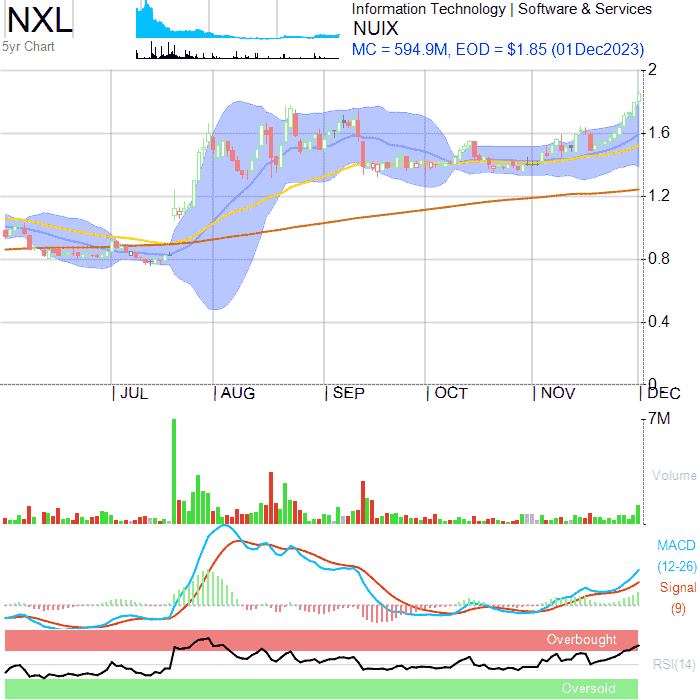 NXL
5yr Chart
Information Technology | Software & Services
NUIX
MC = 594.9M, EOD = $1.85 (01Dec2023)
2
1.6
1.2
0.8
0.4
0
| JUL | AUG | SEP | OCT | NOV | DEC
7M
Volume
MACD
(12-26)
Signal
(9)
Overbought
RSI(14)
Oversold